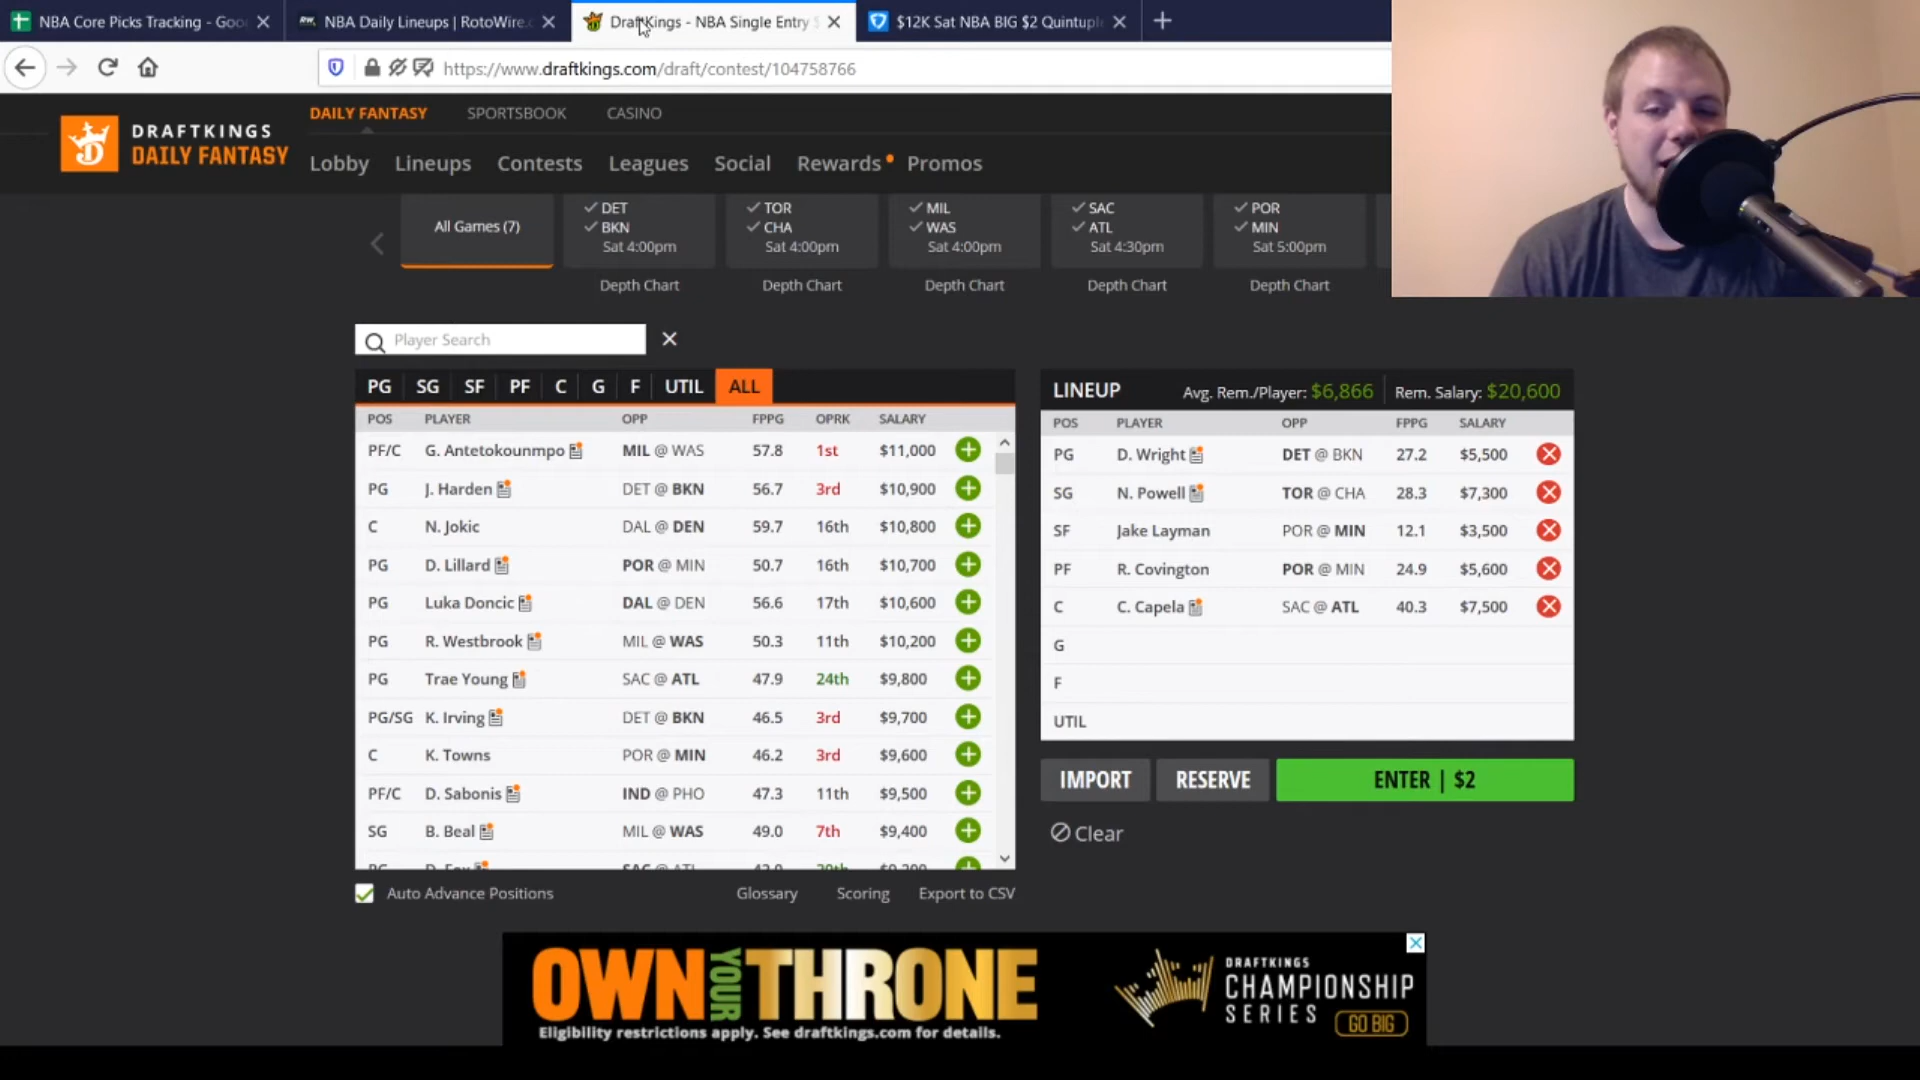 NBA Core Picks Tracking - Goo
NBA Daily Lineups | RotoWire.
DraftKings - NBA Single Entry $
$12K Sat NBA BIG $2 Quintuple
https://www.draftkings.com/draft/contest/104758766
DRAFTKINGS
DAILY FANTASY
DAILY FANTASY SPORTSBOOK CASINO
Lobby Lineups Contests Leagues Social Rewards Promos
All Games (7)
DET
BKN
Sat 4:00pm
Depth Chart
TOR
CHA
Sat 4:00pm
Depth Chart
MIL
WAS
Sat 4:00pm
Depth Chart
SAC
ATL
Sat 4:30pm
Depth Chart
POR
MIN
Sat 5:00pm
Depth Chart
Player Search
PG SG SF PF C G F UTIL ALL
POS PLAYER OPP FPPG OPRK SALARY
PF/C G. Antetokounmpo MIL @ WAS 57.8 1st $11,000
PG J. Harden DET @ BKN 56.7 3rd $10,900
C N. Jokic DAL @ DEN 59.7 16th $10,800
PG D. Lillard POR @ MIN 50.7 16th $10,700
PG Luka Doncic DAL @ DEN 56.6 17th $10,600
PG R. Westbrook MIL @ WAS 50.3 11th $10,200
PG Trae Young SAC @ ATL 47.9 24th $9,800
PG/SG K. Irving DET @ BKN 46.5 3rd $9,700
C K. Towns POR @ MIN 46.2 3rd $9,600
PF/C D. Sabonis IND @ PHO 47.3 11th $9,500
SG B. Beal MIL @ WAS 49.0 7th $9,400
Auto Advance Positions
Glossary Scoring Export to CSV
LINEUP Avg. Rem./Player: $6,866 Rem. Salary: $20,600
POS PLAYER OPP FPPG SALARY
PG D. Wright DET @ BKN 27.2 $5,500
SG N. Powell TOR @ CHA 28.3 $7,300
SF Jake Layman POR @ MIN 12.1 $3,500
PF R. Covington POR @ MIN 24.9 $5,600
C C. Capela SAC @ ATL 40.3 $7,500
G
F
UTIL
IMPORT RESERVE ENTER | $2
Clear
OWN YOUR THRONE
Eligibility restrictions apply. See draftkings.com for details.
DRAFTKINGS
CHAMPIONSHIP
SERIES
GO BIG